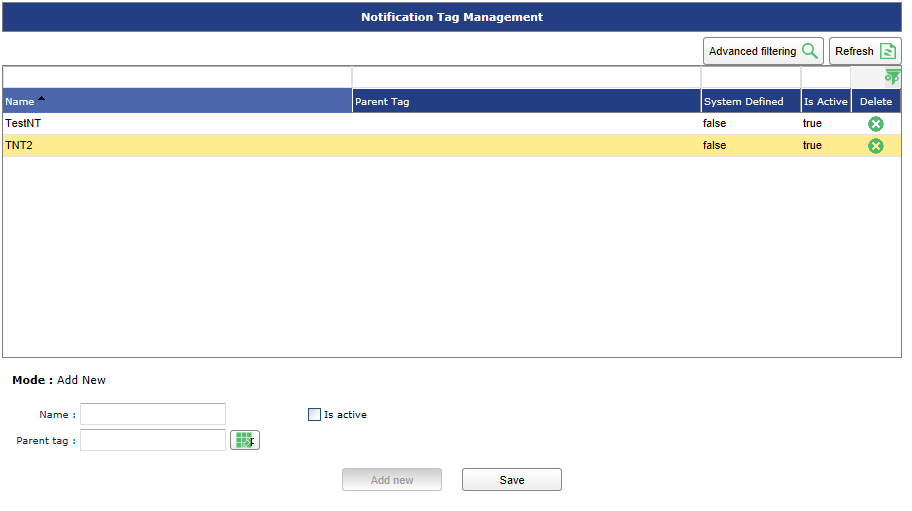 Notification Tag Management
Advanced filtering Refresh
Name Parent Tag System Defined Is Active Delete
TestNT false true
TNT2 false true
Mode : Add New
Name : Is active
Parent tag :
Add new Save